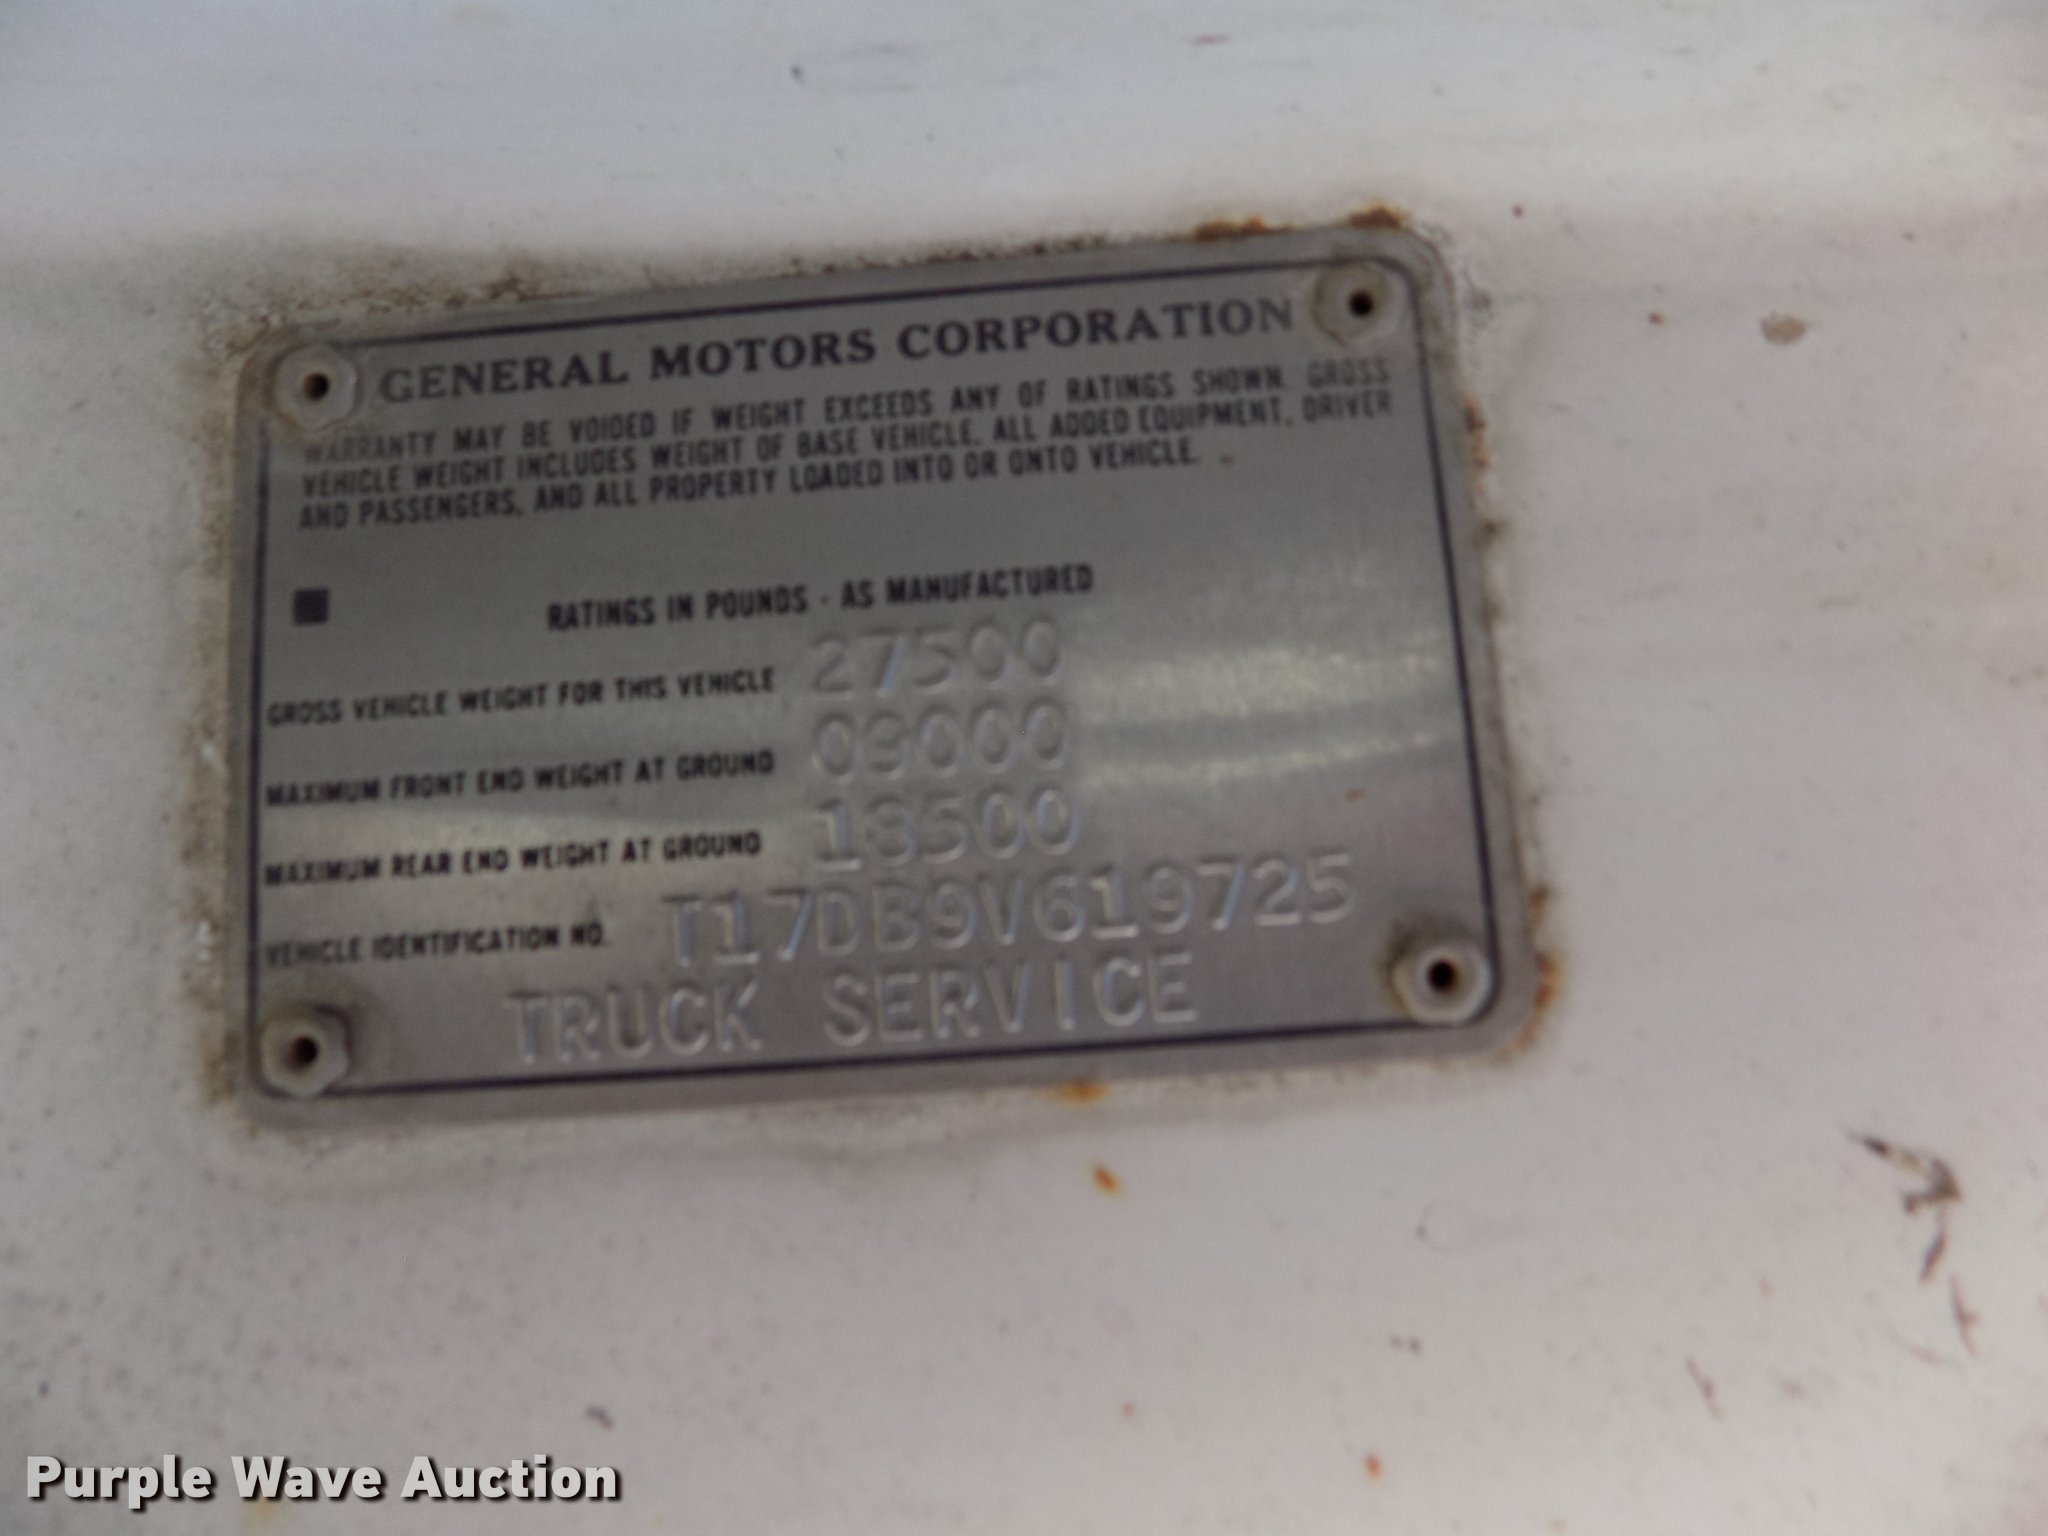 GENERAL MOTORS CORPORATION
WARRANTY MAY BE VOIDED IF WEIGHT EXCEEDS ANY OF RATINGS SHOWN. GROSS
VEHICLE WEIGHT INCLUDES WEIGHT OF BASE VEHICLE, ALL ADDED EQUIPMENT, DRIVER
AND PASSENGERS, AND ALL PROPERTY LOADED INTO OR ONTO VEHICLE.
RATINGS IN POUNDS - AS MANUFACTURED
GROSS VEHICLE WEIGHT FOR THIS VEHICLE 27500
MAXIMUM FRONT END WEIGHT AT GROUND 09000
MAXIMUM REAR END WEIGHT AT GROUND 18500
VEHICLE IDENTIFICATION NO. T17DB9V619725
TRUCK SERVICE
Purple Wave Auction